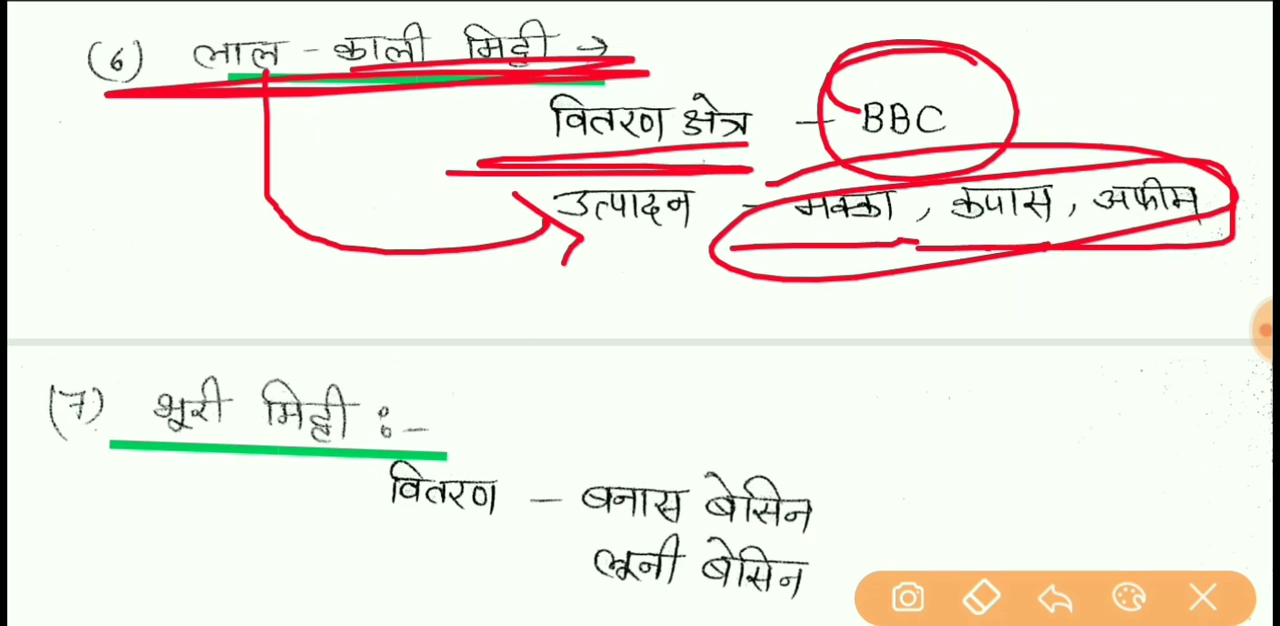 (6) लाल - काली मिट्टी →
वितरण क्षेत्र - BBC
उत्पादन - मक्का, कपास, अफीम
(7) भूरी मिट्टी :-
वितरण - बनास बेसिन
लूनी बेसिन